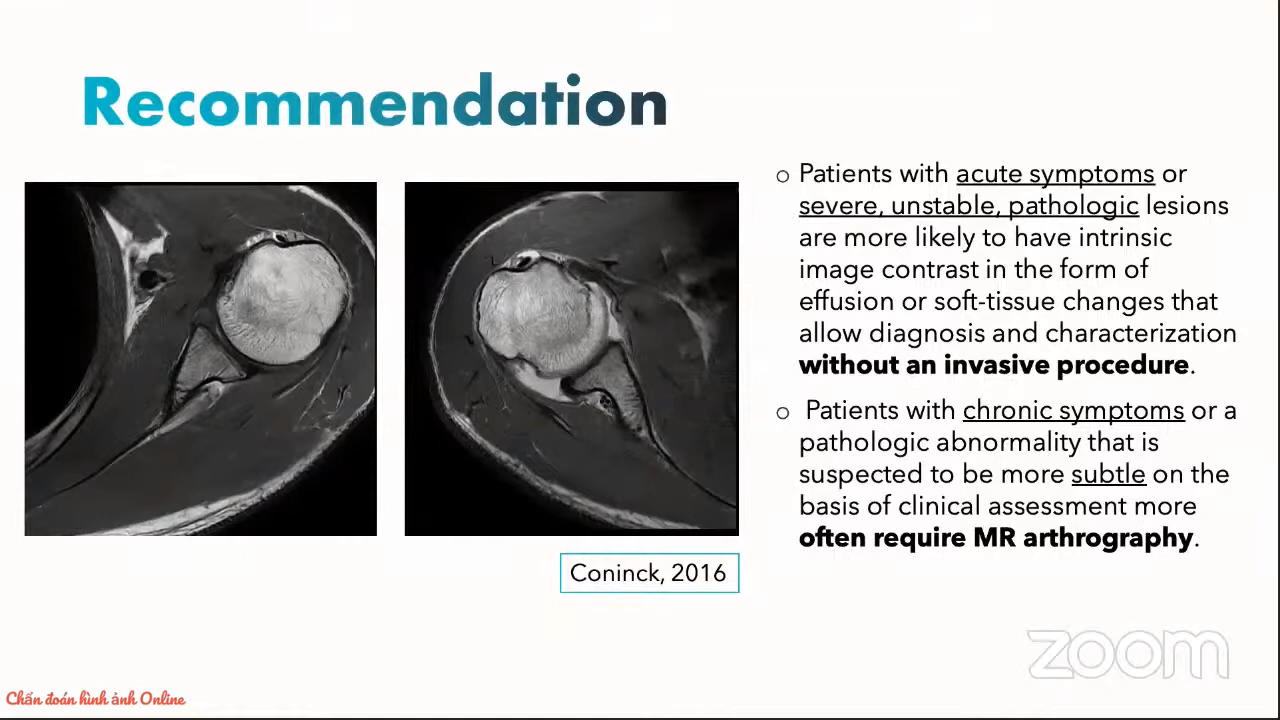 Recommendation
○ Patients with acute symptoms or
severe, unstable, pathologic lesions
are more likely to have intrinsic
image contrast in the form of
effusion or soft-tissue changes that
allow diagnosis and characterization
without an invasive procedure.
○ Patients with chronic symptoms or a
pathologic abnormality that is
suspected to be more subtle on the
basis of clinical assessment more
often require MR arthrography.
Coninck, 2016
zoom
Chẩn đoán hình ảnh Online